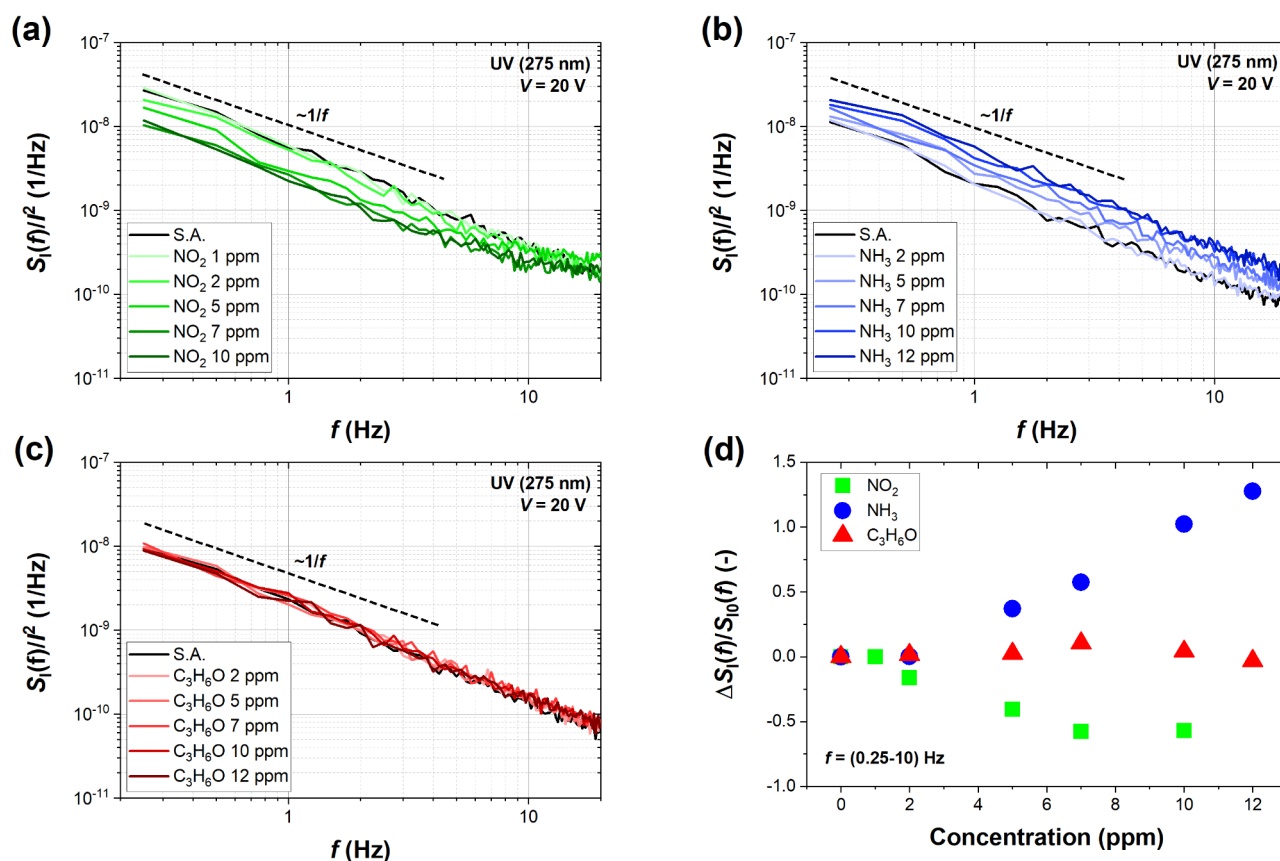 (a)
10⁻⁷
10⁻⁸
10⁻⁹
10⁻¹⁰
10⁻¹¹
S_I(f)/I² (1/Hz)
UV (275 nm)
V = 20 V
~1/f
S.A.
NO₂ 1 ppm
NO₂ 2 ppm
NO₂ 5 ppm
NO₂ 7 ppm
NO₂ 10 ppm
1 10
f (Hz)
(b)
10⁻⁷
10⁻⁸
10⁻⁹
10⁻¹⁰
10⁻¹¹
S_I(f)/I² (1/Hz)
UV (275 nm)
V = 20 V
~1/f
S.A.
NH₃ 2 ppm
NH₃ 5 ppm
NH₃ 7 ppm
NH₃ 10 ppm
NH₃ 12 ppm
1 10
f (Hz)
(c)
10⁻⁷
10⁻⁸
10⁻⁹
10⁻¹⁰
10⁻¹¹
S_I(f)/I² (1/Hz)
UV (275 nm)
V = 20 V
~1/f
S.A.
C₃H₆O 2 ppm
C₃H₆O 5 ppm
C₃H₆O 7 ppm
C₃H₆O 10 ppm
C₃H₆O 12 ppm
1 10
f (Hz)
(d)
1.5
1.0
0.5
0.0
-0.5
-1.0
ΔS_I(f)/S_I0(f) (-)
NO₂
NH₃
C₃H₆O
f = (0.25-10) Hz
0 2 4 6 8 10 12
Concentration (ppm)